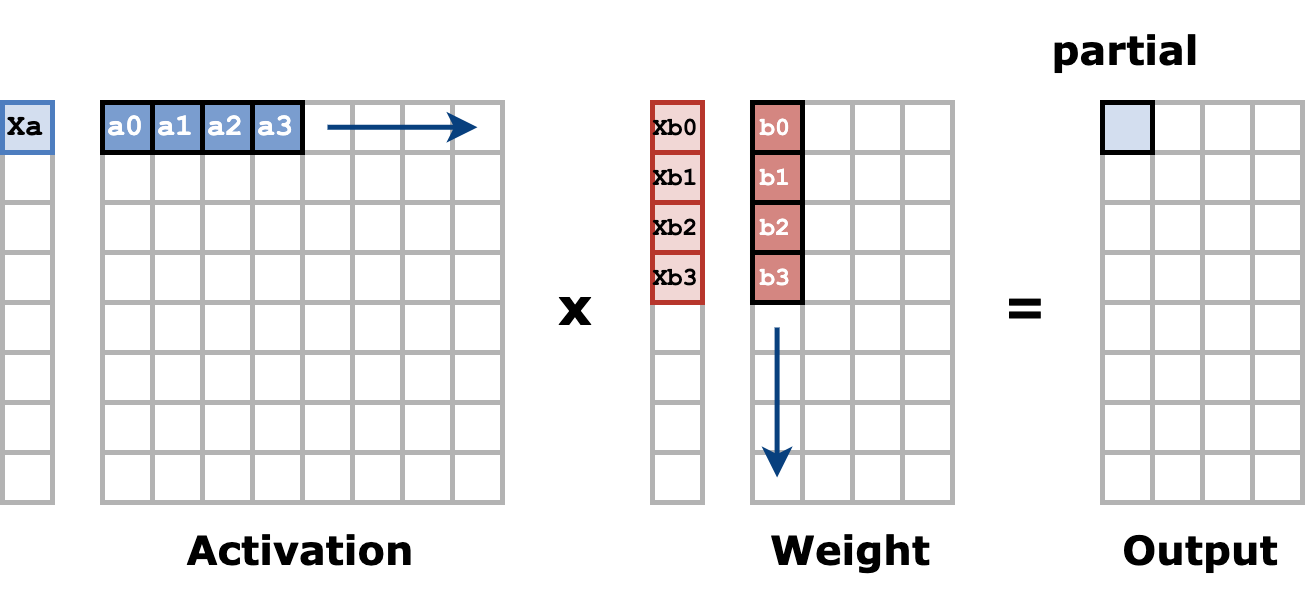 partial
Xa a0 a1 a2 a3 Xb0 b0
Xb1 b1
Xb2 b2
Xb3 b3
x =
Activation Weight Output